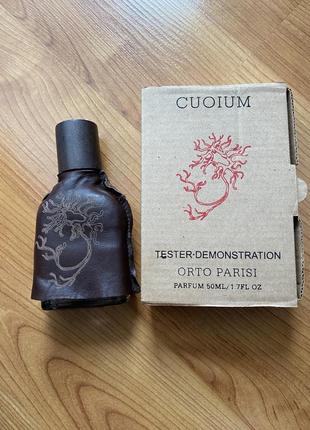 CUOIUM
TESTER-DEMONSTRATION
ORTO PARISI
PARFUM 50ML/1.7FL OZ